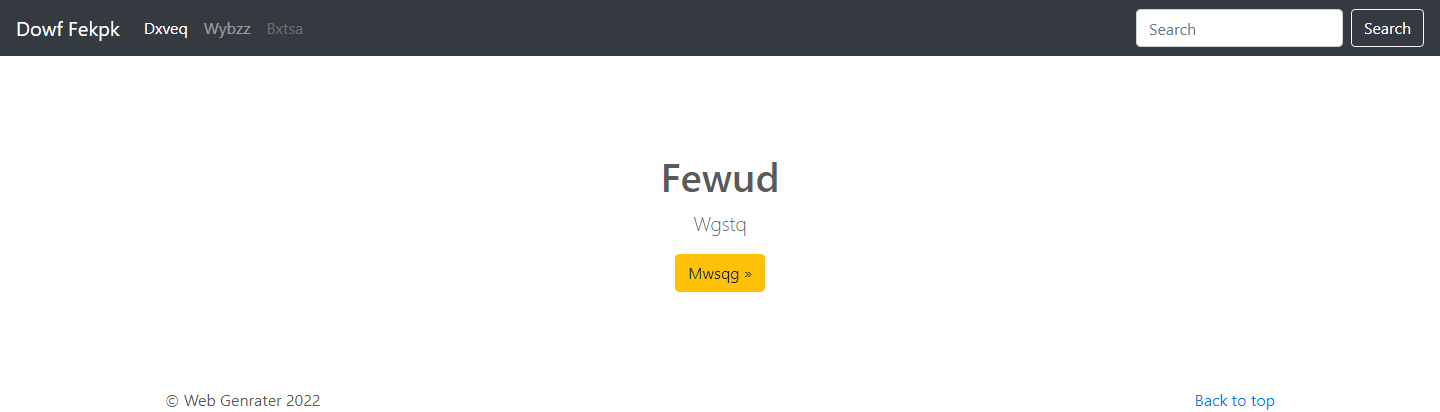 Dowf Fekpk Dxveq Wybzz Bxtsa Search Search
Fewud
Wgstq
Mwsqg »
© Web Genrater 2022 Back to top